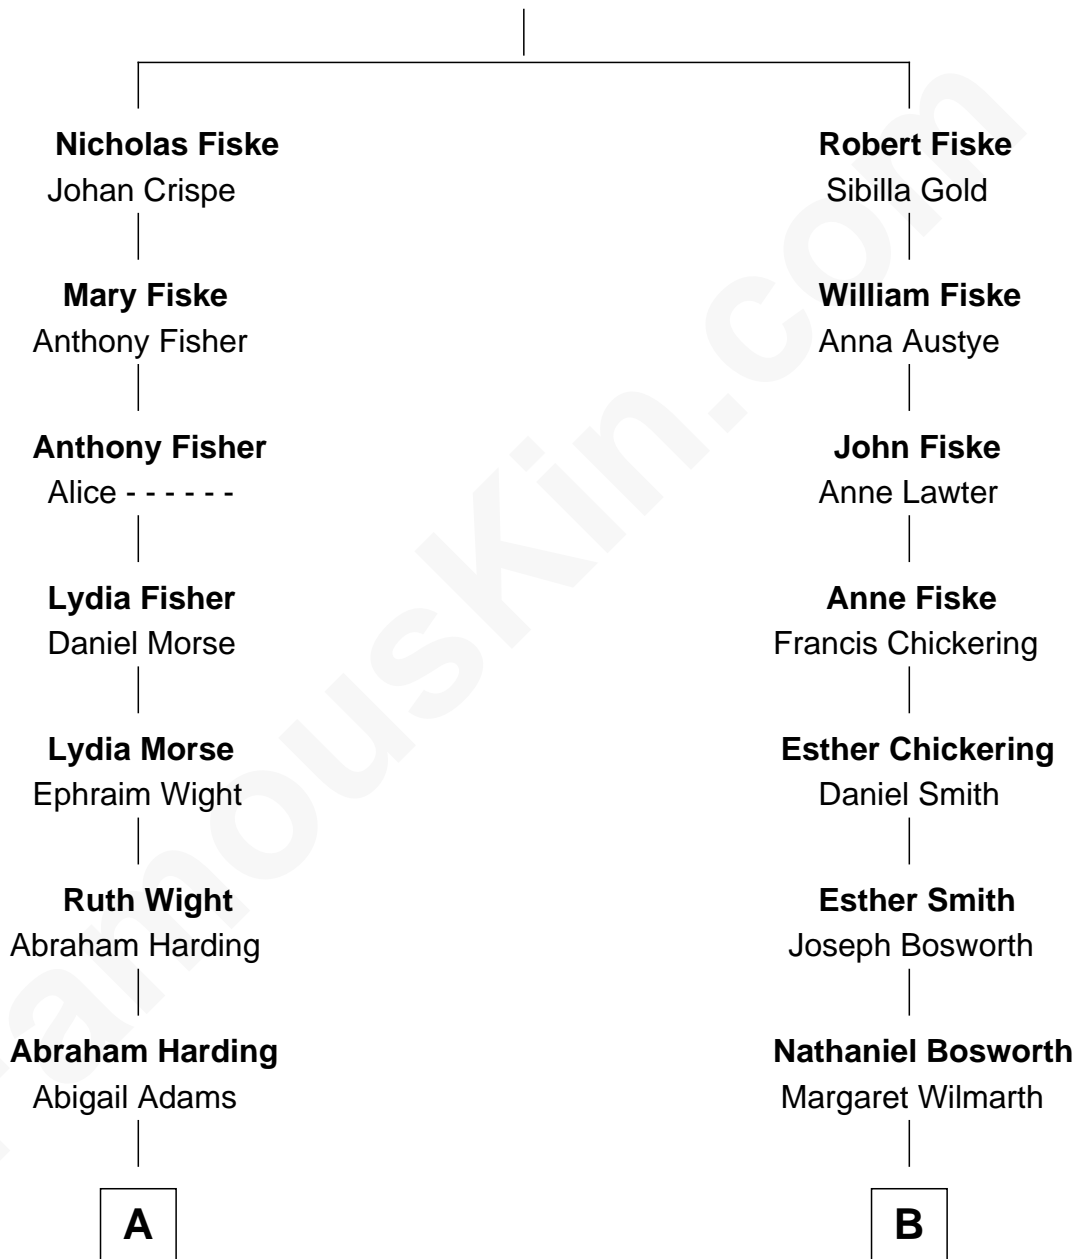 Nicholas Fiske
Johan Crispe
Mary Fiske
Anthony Fisher
Anthony Fisher
Alice - - - - - -
Lydia Fisher
Daniel Morse
Lydia Morse
Ephraim Wight
Ruth Wight
Abraham Harding
Abraham Harding
Abigail Adams
A
Robert Fiske
Sibilla Gold
William Fiske
Anna Austye
John Fiske
Anne Lawter
Anne Fiske
Francis Chickering
Esther Chickering
Daniel Smith
Esther Smith
Joseph Bosworth
Nathaniel Bosworth
Margaret Wilmarth
B
FamousKin.com